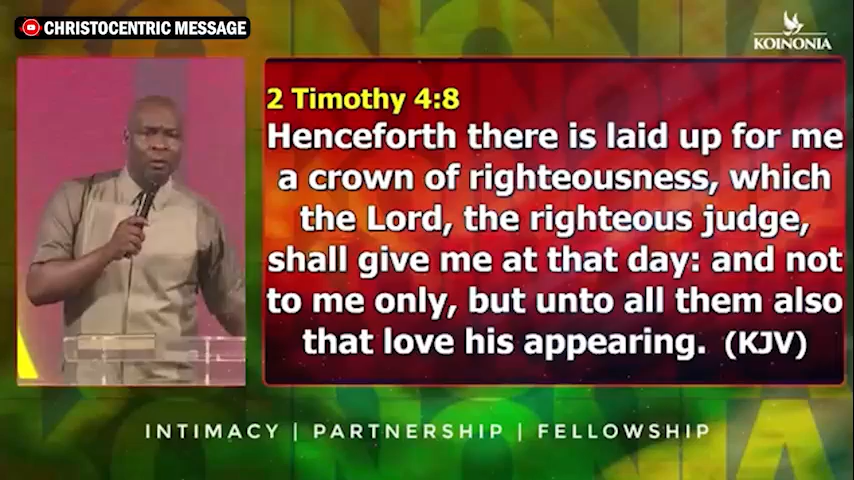 CHRISTOCENTRIC MESSAGE
KOINONIA
2 Timothy 4:8
Henceforth there is laid up for me
a crown of righteousness, which
the Lord, the righteous judge,
shall give me at that day: and not
to me only, but unto all them also
that love his appearing. (KJV)
INTIMACY | PARTNERSHIP | FELLOWSHIP